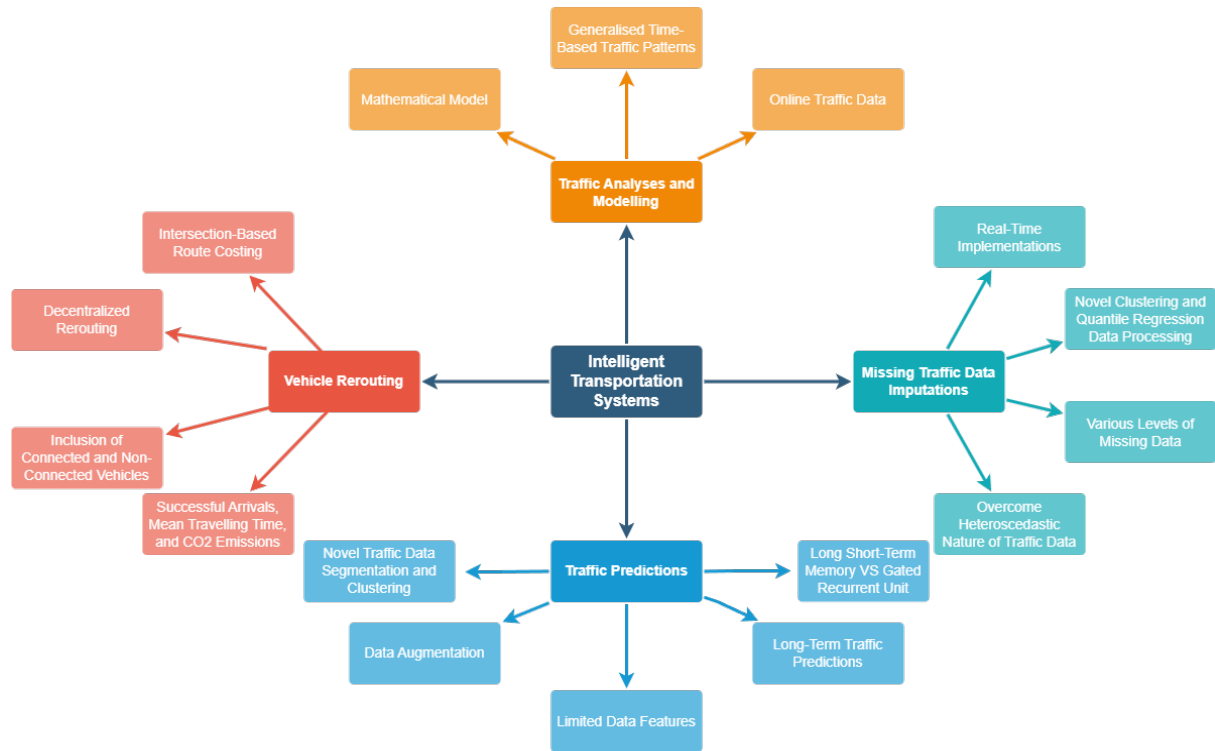 Generalised Time-
Based Traffic Patterns
Mathematical Model
Online Traffic Data
Traffic Analyses and
Modelling
Intersection-Based
Route Costing
Real-Time
Implementations
Decentralized
Rerouting
Novel Clustering and
Quantile Regression
Data Processing
Vehicle Rerouting
Intelligent
Transportation
Systems
Missing Traffic Data
Imputations
Inclusion of
Connected and Non-
Connected Vehicles
Various Levels of
Missing Data
Successful Arrivals,
Mean Travelling Time,
and CO2 Emissions
Overcome
Heteroscedastic
Nature of Traffic Data
Novel Traffic Data
Segmentation and
Clustering
Traffic Predictions
Long Short-Term
Memory VS Gated
Recurrent Unit
Data Augmentation
Long-Term Traffic
Predictions
Limited Data Features